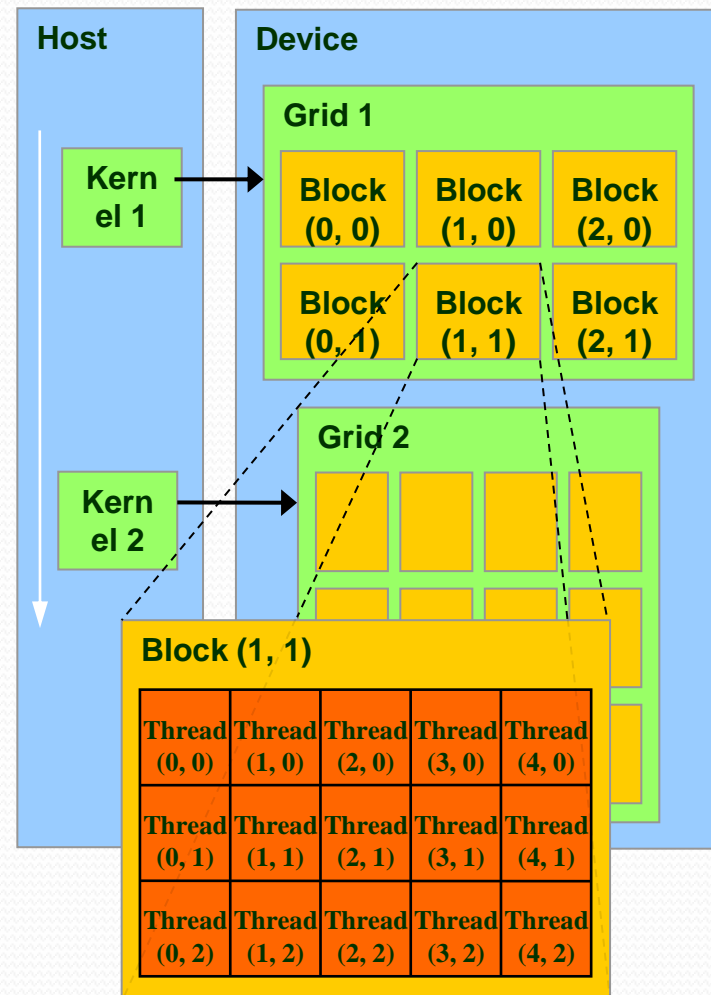 Host
Device
Grid 1
Kern
el 1
Block
(0, 0)
Block
(1, 0)
Block
(2, 0)
Block
(0, 1)
Block
(1, 1)
Block
(2, 1)
Grid 2
Kern
el 2
Block (1, 1)
Thread
(0, 0)
Thread
(1, 0)
Thread
(2, 0)
Thread
(3, 0)
Thread
(4, 0)
Thread
(0, 1)
Thread
(1, 1)
Thread
(2, 1)
Thread
(3, 1)
Thread
(4, 1)
Thread
(0, 2)
Thread
(1, 2)
Thread
(2, 2)
Thread
(3, 2)
Thread
(4, 2)